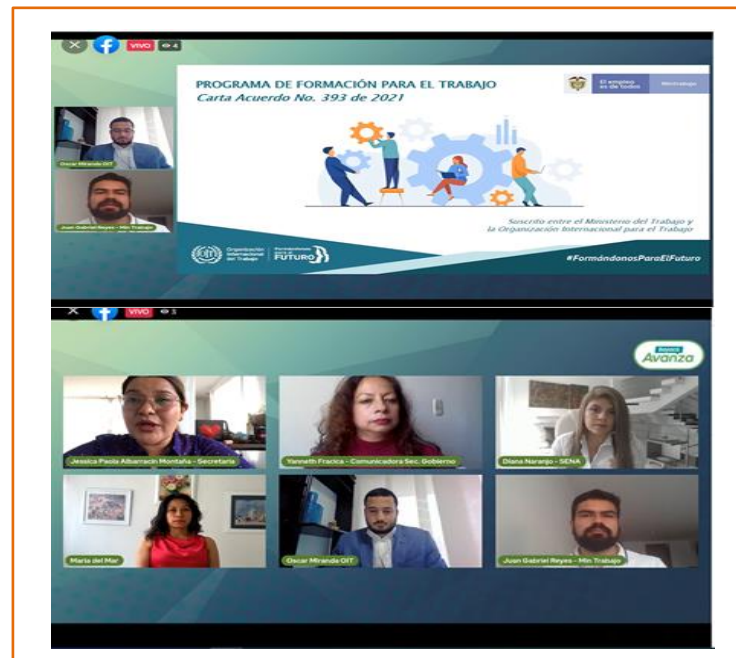 VIVO 4
PROGRAMA DE FORMACIÓN PARA EL TRABAJO
Carta Acuerdo No. 393 de 2021
El empleo
es de todos
Mintrabajo
Oscar Miranda OIT
Juan Gabriel Reyes - Min Trabajo
Suscrito entre el Ministerio del Trabajo y
la Organización Internacional para el Trabajo
Organización
Internacional
del Trabajo
FUTURO
#FormándonosParaElFuturo
VIVO 3
Avanza
Jessica Paola Albarracín Montaña - Secretaria
Yanneth Fracica - Comunicadora Sec. Gobierno
Diana Naranjo - SENA
María del Mar
Oscar Miranda OIT
Juan Gabriel Reyes - Min Trabajo